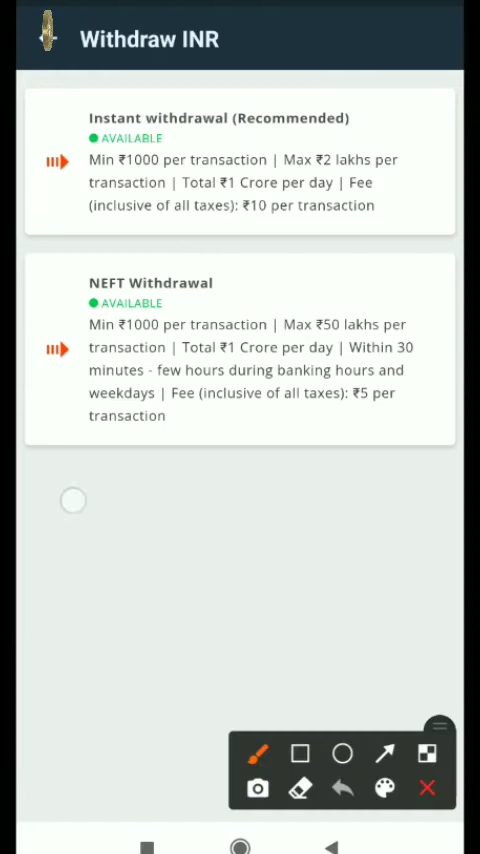 Withdraw INR
Instant withdrawal (Recommended)
AVAILABLE
Min ₹1000 per transaction | Max ₹2 lakhs per
transaction | Total ₹1 Crore per day | Fee
(inclusive of all taxes): ₹10 per transaction
NEFT Withdrawal
AVAILABLE
Min ₹1000 per transaction | Max ₹50 lakhs per
transaction | Total ₹1 Crore per day | Within 30
minutes - few hours during banking hours and
weekdays | Fee (inclusive of all taxes): ₹5 per
transaction